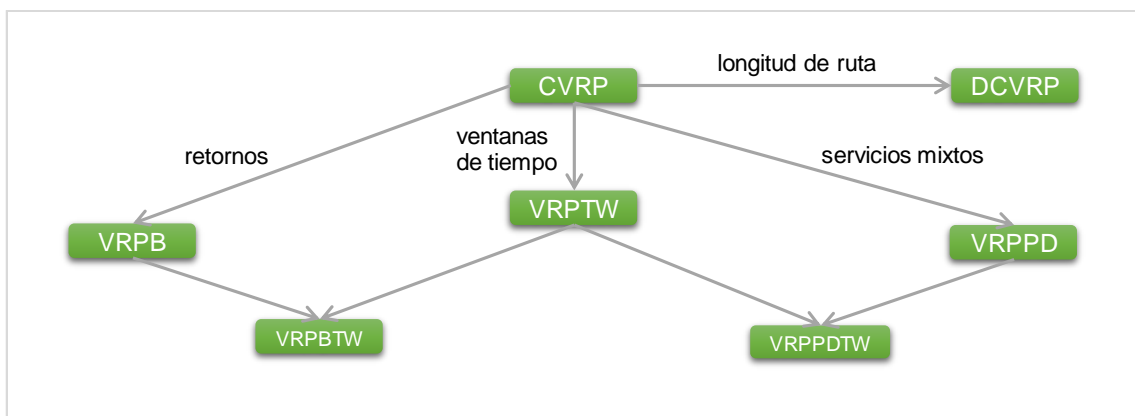 longitud de ruta
CVRP
DCVRP
ventanas
de tiempo
retornos
servicios mixtos
VRPTW
VRPB
VRPPD
VRPBTW
VRPPDTW